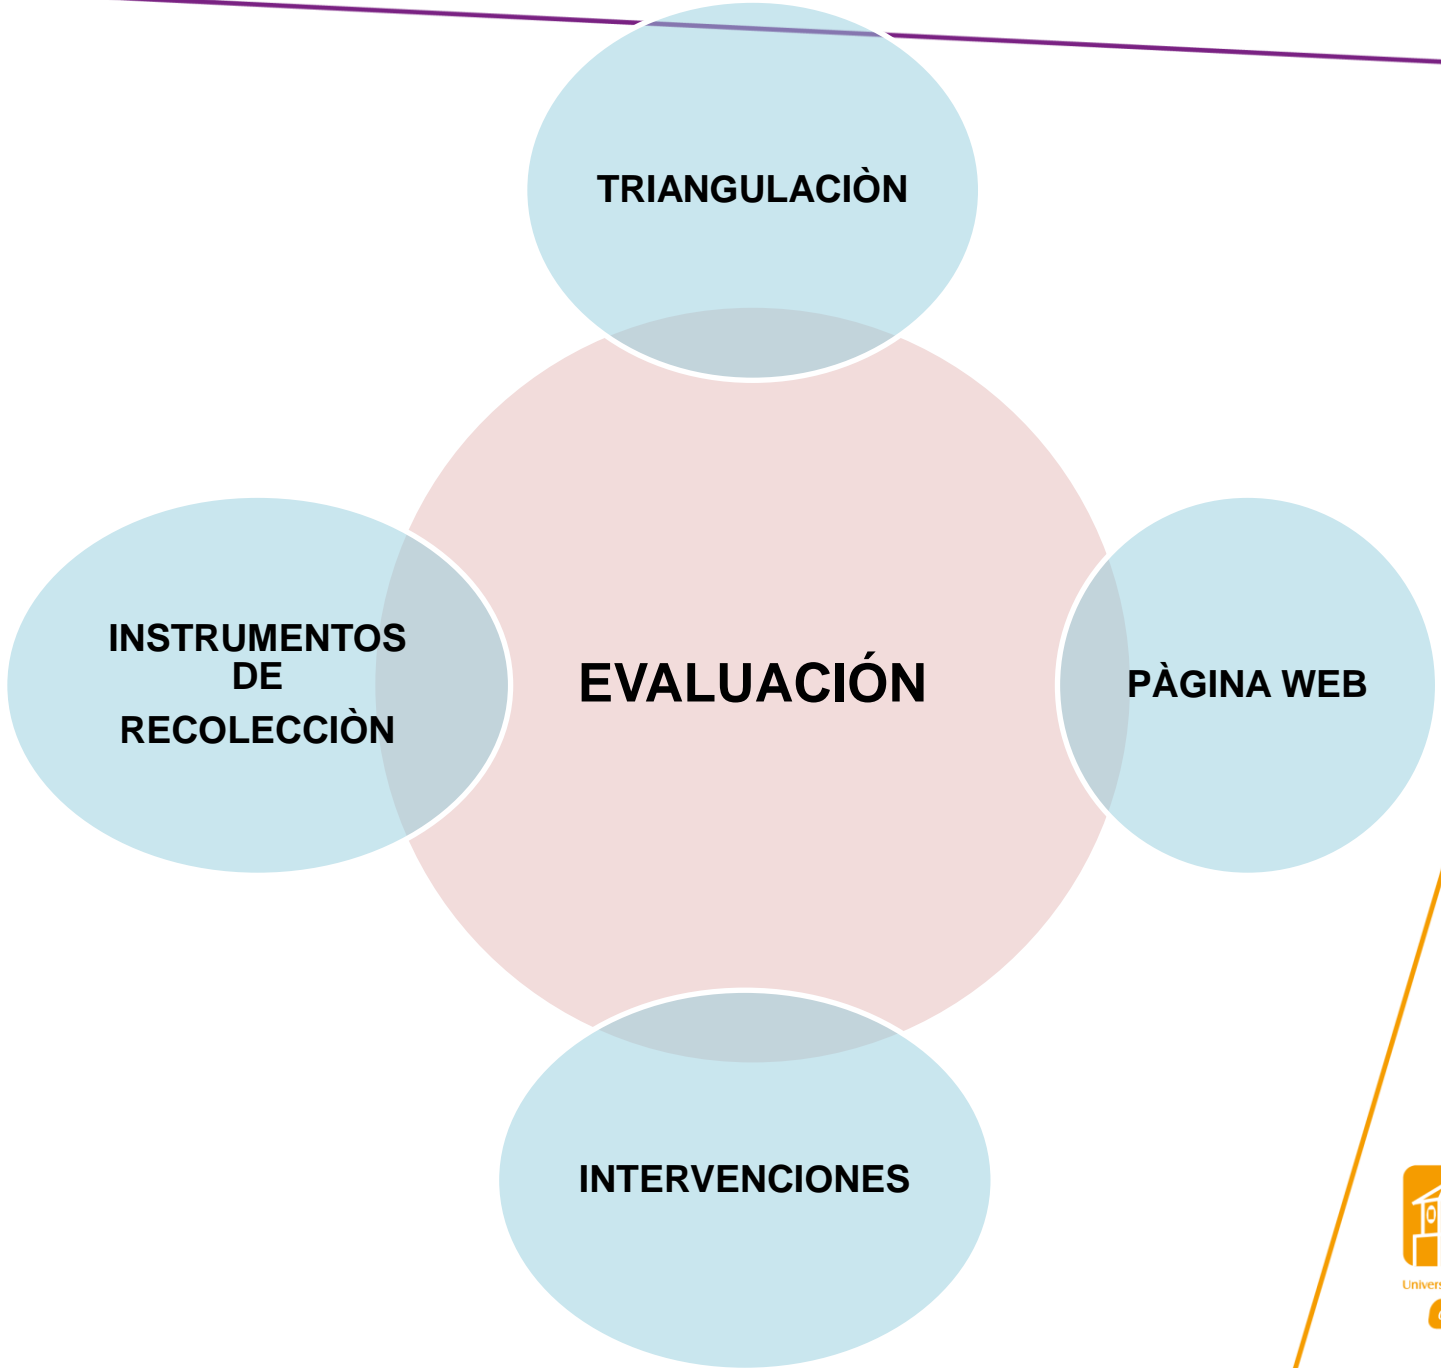 TRIANGULACIÒN
INSTRUMENTOS
DE
RECOLECCIÒN
EVALUACIÓN
PÀGINA WEB
INTERVENCIONES